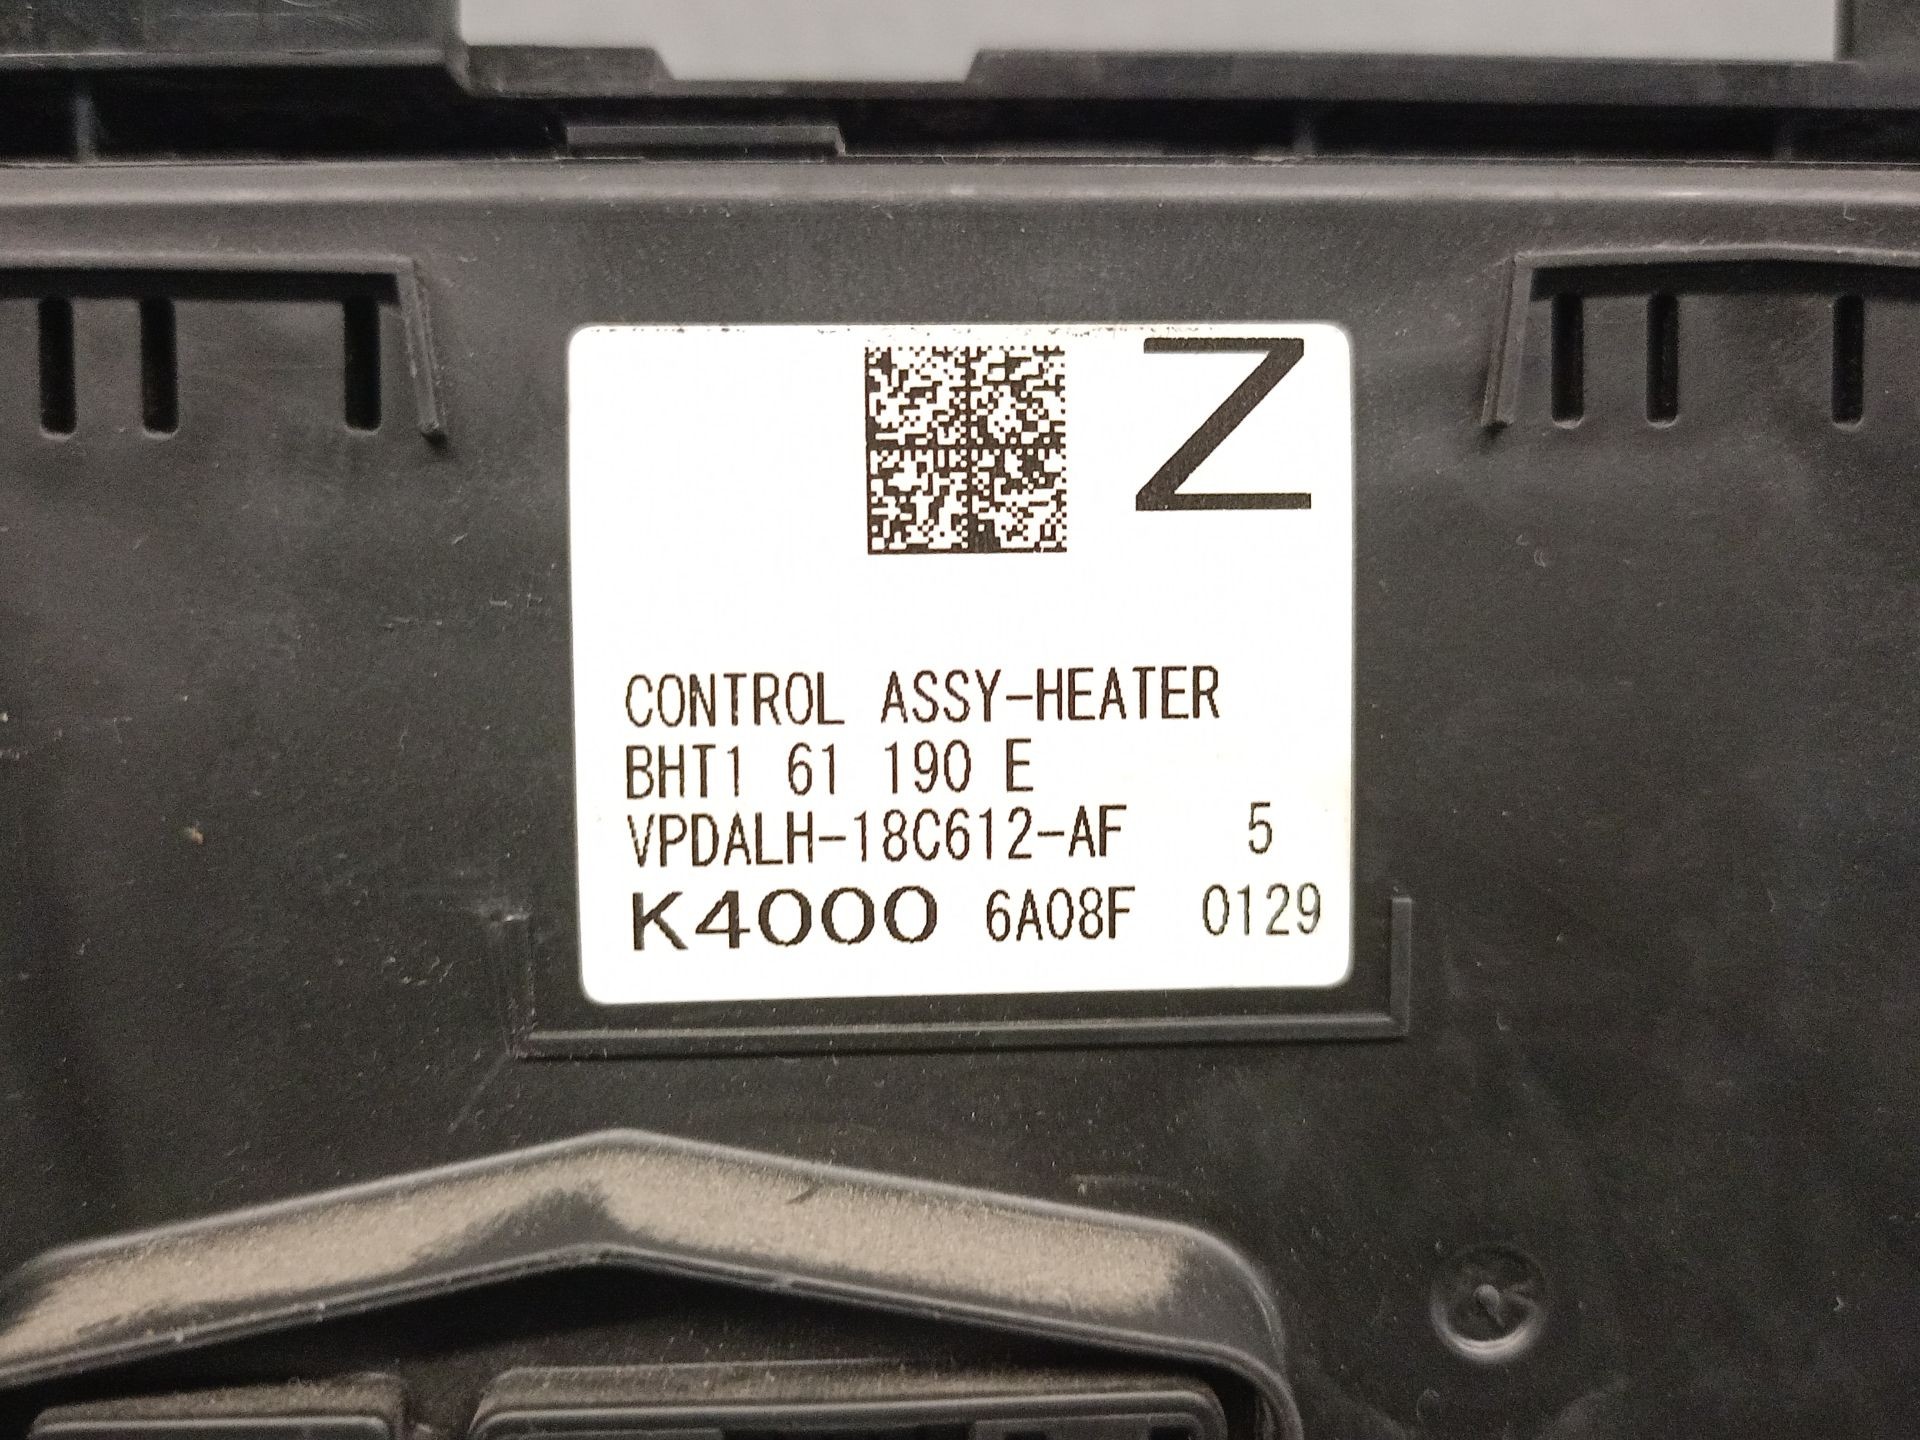 Z
CONTROL ASSY-HEATER
BHT1 61 190 E
VPDALH-18C612-AF 5
K4000 6A08F 0129